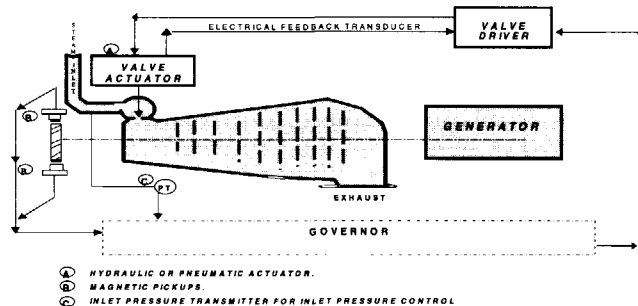 STEAM INLET
ELECTRICAL FEEDBACK TRANSDUCER
VALVE
DRIVER
A
VALVE
ACTUATOR
B
GENERATOR
B
C
PT
EXHAUST
GOVERNOR
A HYDRAULIC OR PNEUMATIC ACTUATOR.
B MAGNETIC PICKUPS.
C INLET PRESSURE TRANSMITTER FOR INLET PRESSURE CONTROL